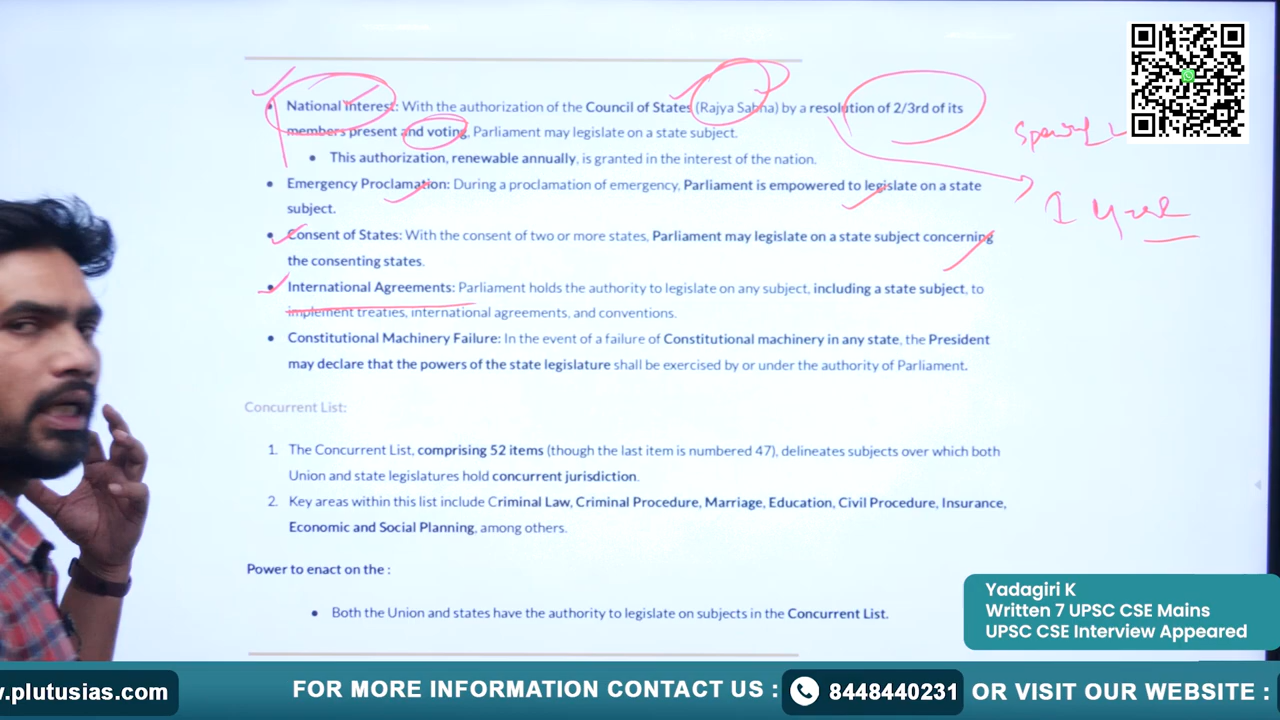 National Interest: With the authorization of the Council of States (Rajya Sabha) by a resolution of 2/3rd of its
members present and voting, Parliament may legislate on a state subject.
This authorization, renewable annually, is granted in the interest of the nation.
1 year
Emergency Proclamation: During a proclamation of emergency, Parliament is empowered to legislate on a state
subject.
Consent of States: With the consent of two or more states, Parliament may legislate on a state subject concerning
the consenting states.
International Agreements: Parliament holds the authority to legislate on any subject, including a state subject, to
implement treaties, international agreements, and conventions.
Constitutional Machinery Failure: In the event of a failure of Constitutional machinery in any state, the President
may declare that the powers of the state legislature shall be exercised by or under the authority of Parliament.
Concurrent List:
1. The Concurrent List, comprising 52 items (though the last item is numbered 47), delineates subjects over which both
Union and state legislatures hold concurrent jurisdiction.
2. Key areas within this list include Criminal Law, Criminal Procedure, Marriage, Education, Civil Procedure, Insurance,
Economic and Social Planning, among others.
Power to enact on the :
Both the Union and states have the authority to legislate on subjects in the Concurrent List.
Yadagiri K
Written 7 UPSC CSE Mains
UPSC CSE Interview Appeared
w.plutusias.com
FOR MORE INFORMATION CONTACT US : 8448440231 OR VISIT OUR WEBSITE :